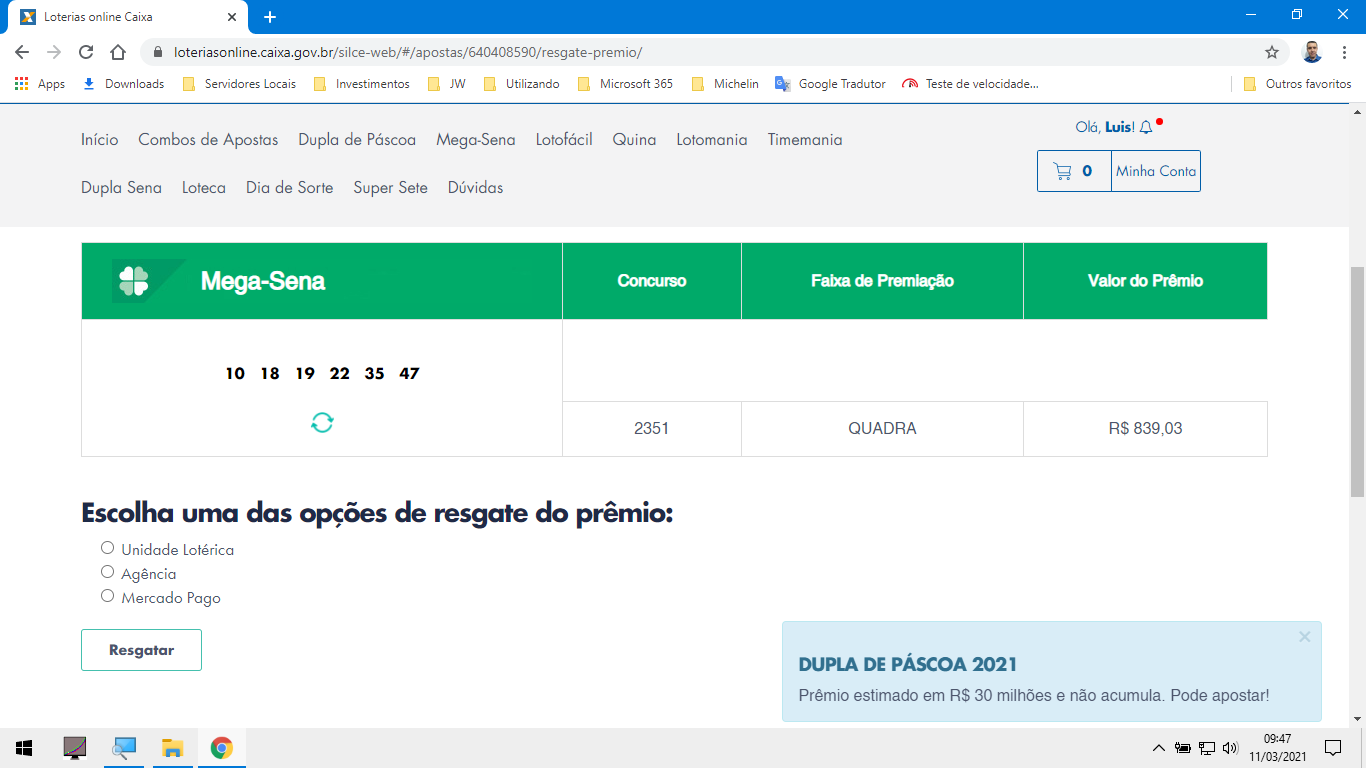 Loterias online Caixa
loteriasonline.caixa.gov.br/silce-web/#/apostas/640408590/resgate-premio/
Apps Downloads Servidores Locais Investimentos JW Utilizando Microsoft 365 Michelin Google Tradutor Teste de velocidade... Outros favoritos
Olá, Luis!
Início Combos de Apostas Dupla de Páscoa Mega-Sena Lotofácil Quina Lotomania Timemania
0 Minha Conta
Dupla Sena Loteca Dia de Sorte Super Sete Dúvidas
Mega-Sena Concurso Faixa de Premiação Valor do Prêmio
10 18 19 22 35 47
2351 QUADRA R$ 839,03
Escolha uma das opções de resgate do prêmio:
Unidade Lotérica
Agência
Mercado Pago
Resgatar
×
DUPLA DE PÁSCOA 2021
Prêmio estimado em R$ 30 milhões e não acumula. Pode apostar!
09:47
11/03/2021